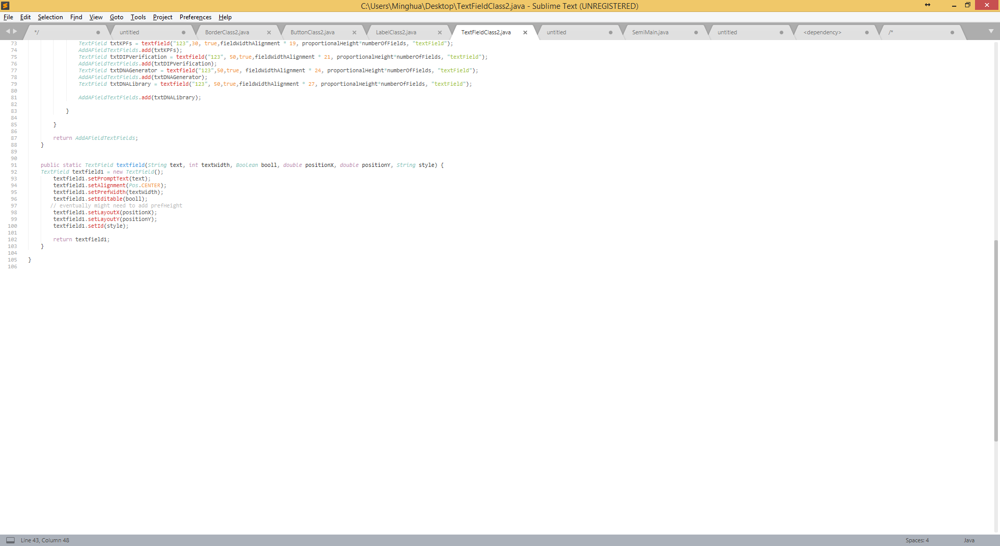 C:\Users\Minghua\Desktop\TextFieldClass2.java - Sublime Text (UNREGISTERED)
File Edit Selection Find View Goto Tools Project Preferences Help
*/ untitled BorderClass2.java ButtonClass2.java LabelClass2.java TextFieldClass2.java untitled SemiMain.java untitled <dependency> /*
73 TextField txtKPFs = textfield("123",30, true,fieldWidthAlignment * 19, proportionalHeight*numberOfFields, "textField");
74 AddAFieldTextFields.add(txtKPFs);
75 TextField txtDIPVerification = textfield("123", 50,true,fieldWidthAlignment * 21, proportionalHeight*numberOfFields, "textField");
76 AddAFieldTextFields.add(txtDIPVerification);
77 TextField txtDNAGenerator = textfield("123",50,true, fieldWidthAlignment * 24, proportionalHeight*numberOfFields, "textField");
78 AddAFieldTextFields.add(txtDNAGenerator);
79 TextField txtDNALibrary = textfield("123", 50,true,fieldWidthAlignment * 27, proportionalHeight*numberOfFields, "textField");
80
81 AddAFieldTextFields.add(txtDNALibrary);
82
83 }
84
85 }
86
87 return AddAFieldTextFields;
88 }
89
90
91 public static TextField textfield(String text, int textWidth, Boolean booll, double positionX, double positionY, String style) {
92 TextField textfield1 = new TextField();
93 textfield1.setPromptText(text);
94 textfield1.setAlignment(Pos.CENTER);
95 textfield1.setPrefWidth(textWidth);
96 textfield1.setEditable(booll);
97 // eventually might need to add prefHeight
98 textfield1.setLayoutX(positionX);
99 textfield1.setLayoutY(positionY);
100 textfield1.setId(style);
101
102 return textfield1;
103 }
104
105 }
106
Line 43, Column 48 Spaces: 4 Java